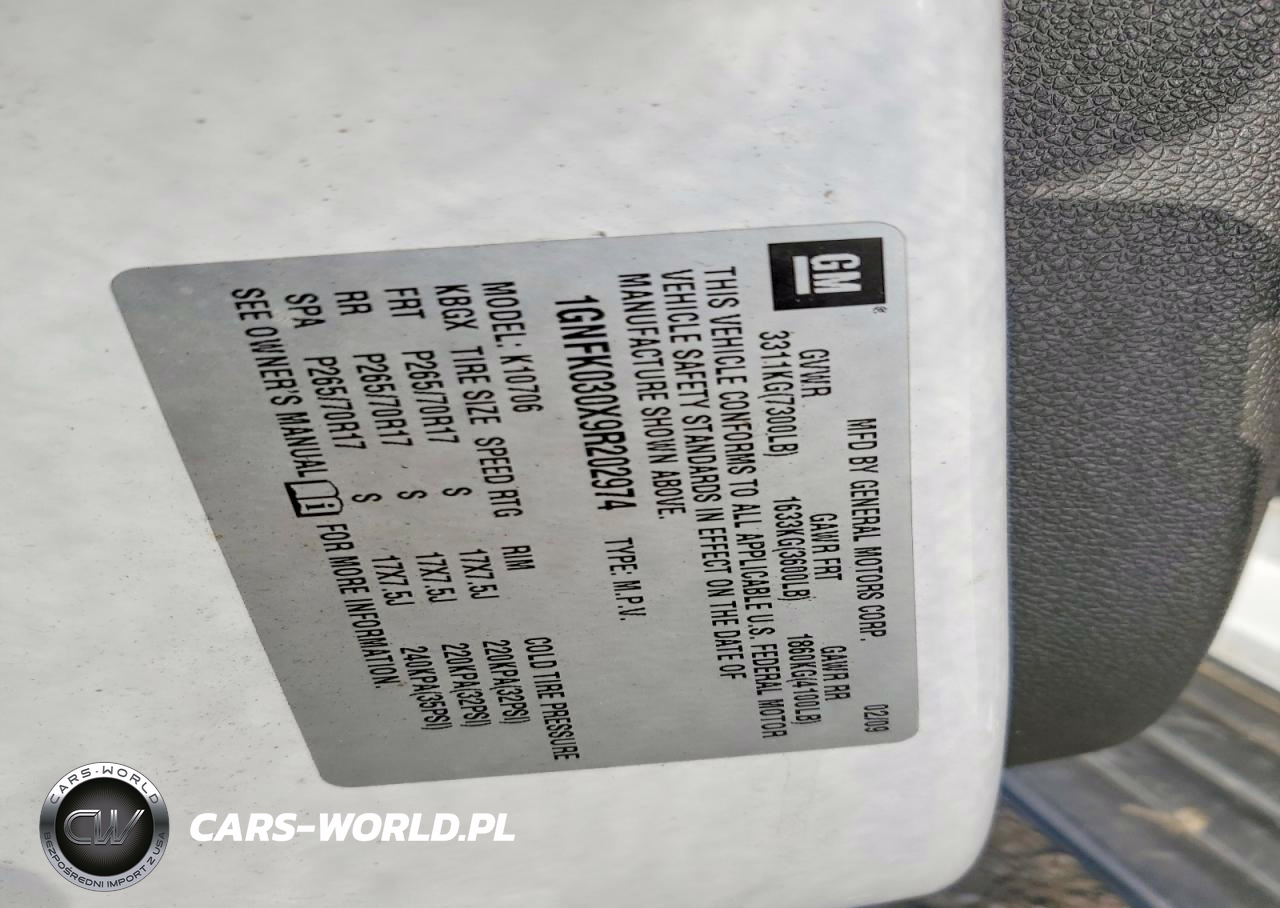 GM ®
MFD BY GENERAL MOTORS CORP. 02/09
GVWR GAWR FRT GAWR RR
3311KG(7300LB) 1633KG(3600LB) 1860KG(4100LB)
THIS VEHICLE CONFORMS TO ALL APPLICABLE U.S. FEDERAL MOTOR
VEHICLE SAFETY STANDARDS IN EFFECT ON THE DATE OF
MANUFACTURE SHOWN ABOVE.
1GNFK030X9R202974 TYPE: M.P.V.
MODEL: K10706
KBGX TIRE SIZE SPEED RTG RIM COLD TIRE PRESSURE
FRT P265/70R17 S 17X7.5J 220KPA(32PSI)
RR P265/70R17 S 17X7.5J 220KPA(32PSI)
SPA P265/70R17 S 17X7.5J 240KPA(35PSI)
SEE OWNER'S MANUAL FOR MORE INFORMATION.
CARS-WORLD
CW
BEZPOŚREDNI IMPORT Z USA
CARS-WORLD.PL